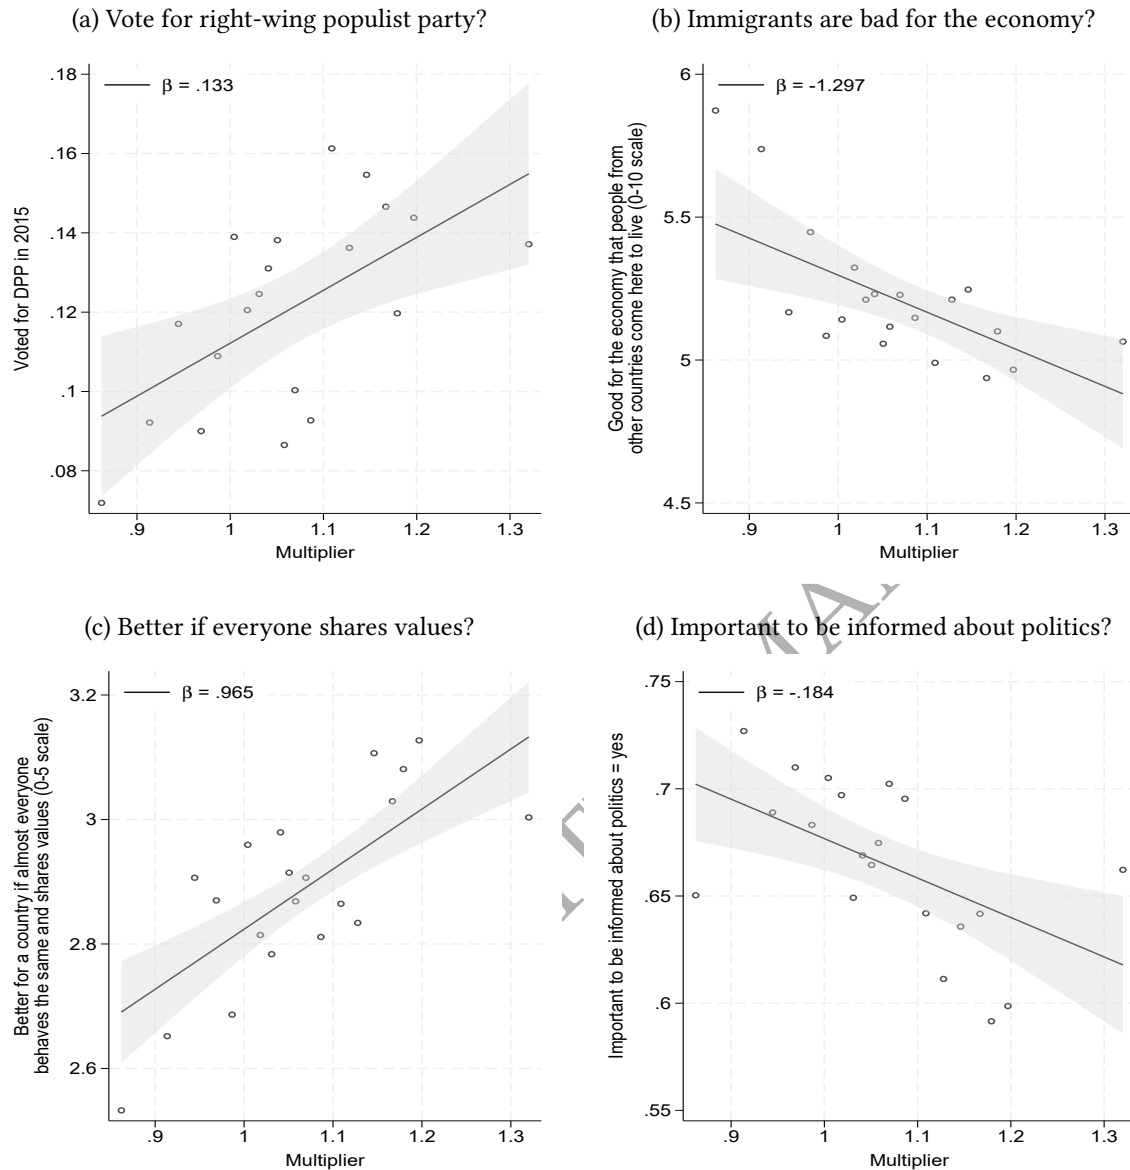 (a) Vote for right-wing populist party?
β = .133
Voted for DPP in 2015
.18
.16
.14
.12
.1
.08
.9 1 1.1 1.2 1.3
Multiplier
(b) Immigrants are bad for the economy?
β = -1.297
Good for the economy that people from
other countries come here to live (0-10 scale)
6
5.5
5
4.5
.9 1 1.1 1.2 1.3
Multiplier
(c) Better if everyone shares values?
β = .965
Better for a country if almost everyone
behaves the same and shares values (0-5 scale)
3.2
3
2.8
2.6
.9 1 1.1 1.2 1.3
Multiplier
(d) Important to be informed about politics?
β = -.184
Important to be informed about politics = yes
.75
.7
.65
.6
.55
.9 1 1.1 1.2 1.3
Multiplier